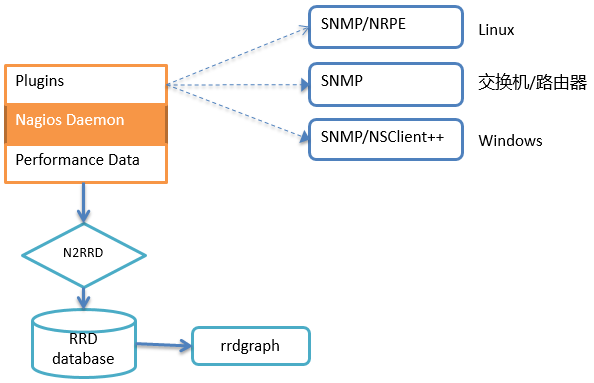 SNMP/NRPE
Linux
Plugins
SNMP
交换机/路由器
Nagios Daemon
SNMP/NSClient++
Windows
Performance Data
N2RRD
RRD
database
rrdgraph